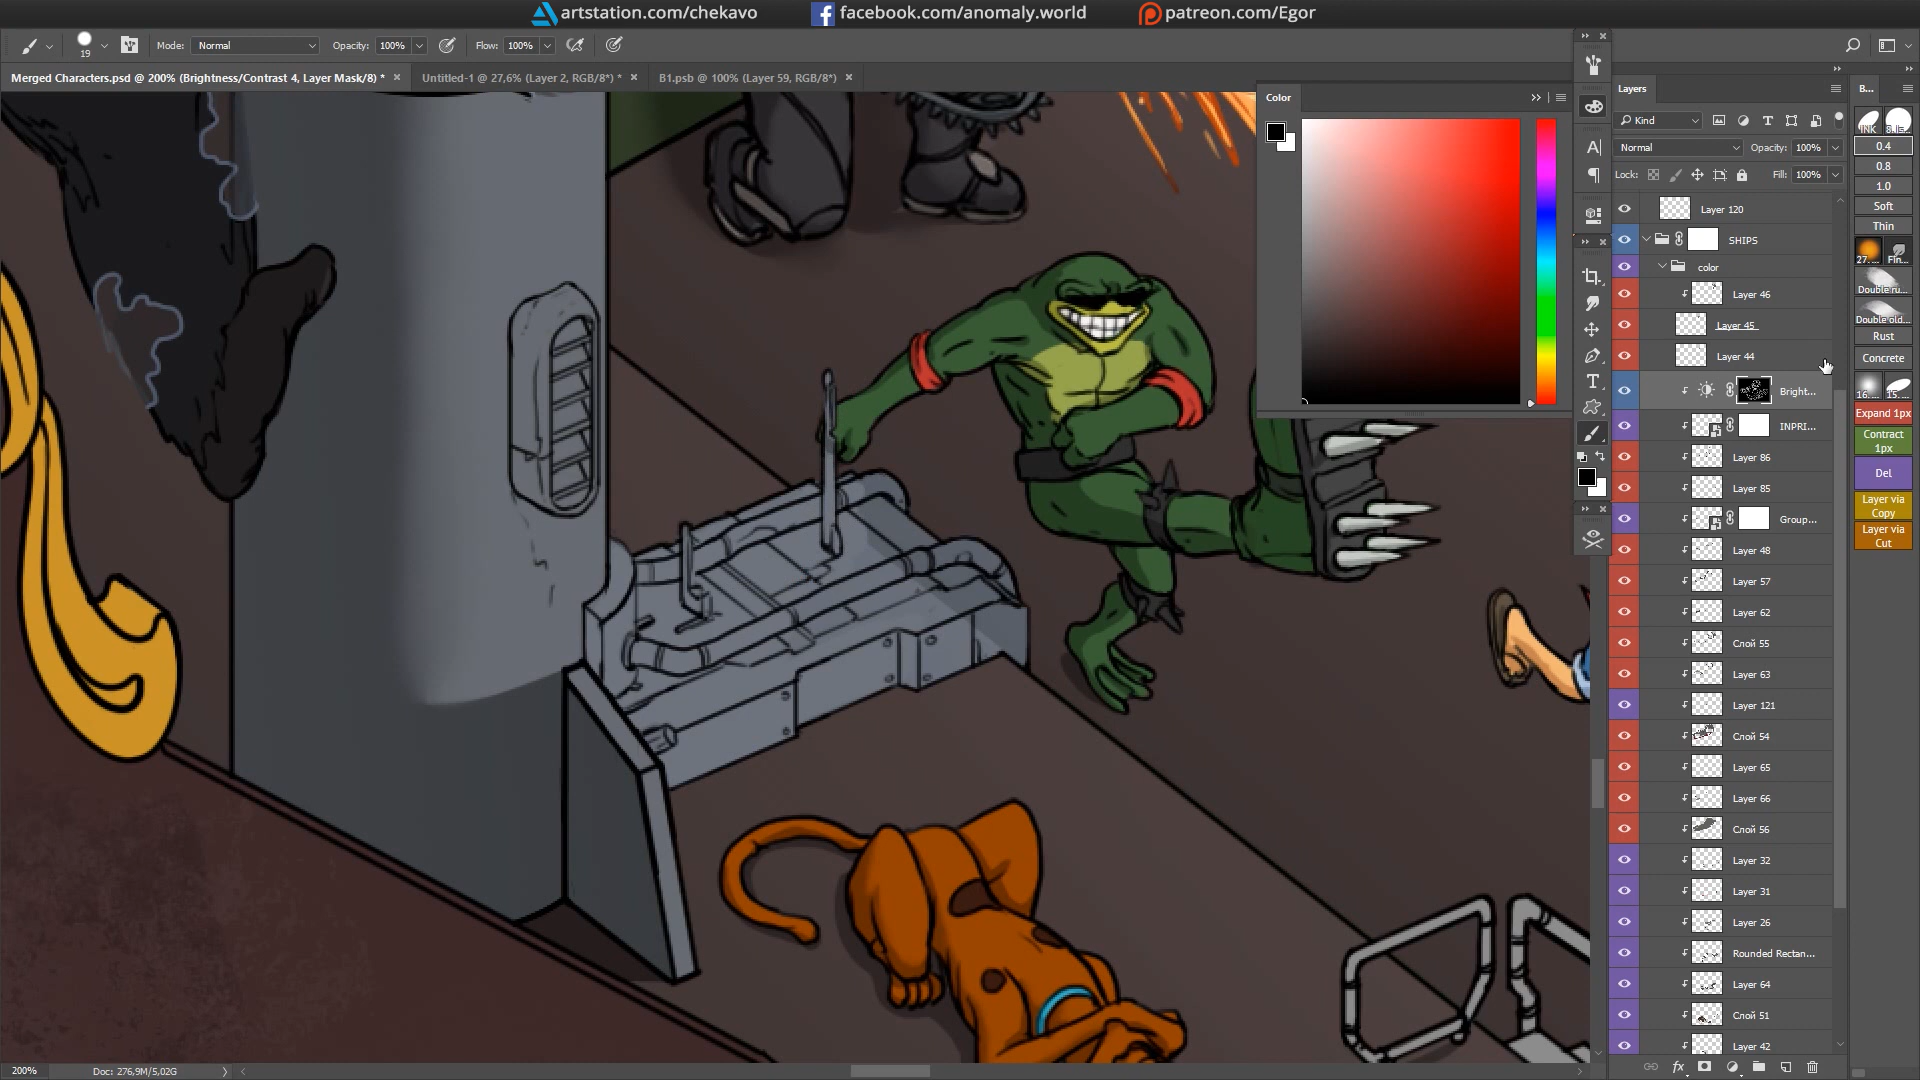 artstation.com/chekavo
facebook.com/anomaly.world
patreon.com/Egor
19
Mode:
Normal
Opacity: 100%
Flow: 100%
Merged Characters.psd @ 200% (Brightness/Contrast 4, Layer Mask/8) *
Untitled-1 @ 27,6% (Layer 2, RGB/8*) *
B1.psb @ 100% (Layer 59, RGB/8*)
Color
Layers
Kind
Normal
Opacity: 100%
Lock:
Fill: 100%
Layer 120
SHIPS
color
Layer 46
Layer 45
Layer 44
Bright...
INPRI...
Layer 86
Layer 85
Group...
Layer 48
Layer 57
Layer 62
Слой 55
Layer 63
Layer 121
Слой 54
Layer 65
Layer 66
Слой 56
Layer 32
Layer 31
Layer 26
Rounded Rectan...
Layer 64
Слой 51
Layer 42
B...
INK
0.4
0.8
1.0
Soft
Thin
27...
Fin...
Double ru...
Double old...
Rust
Concrete
16...
15...
Expand 1px
Contract
1px
Del
Layer via
Copy
Layer via
Cut
200%
Doc: 276,9M/5,02G